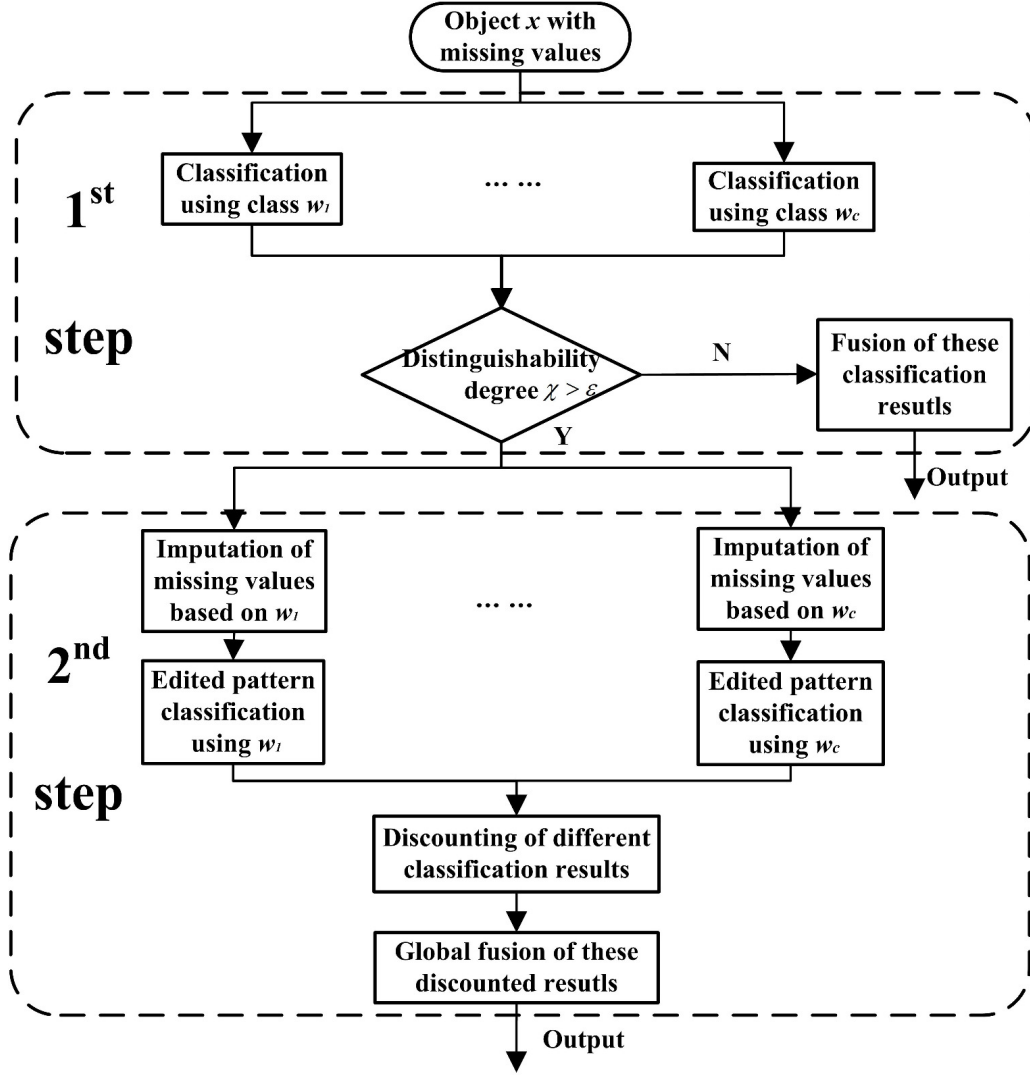 Object x with
missing values
1st
step
Classification
using class w1
... ...
Classification
using class wc
Distinguishability
degree χ > ε
N
Y
Fusion of these
classification
resutls
Output
2nd
step
Imputation of
missing values
based on w1
... ...
Imputation of
missing values
based on wc
Edited pattern
classification
using w1
Edited pattern
classification
using wc
Discounting of different
classification results
Global fusion of these
discounted resutls
Output